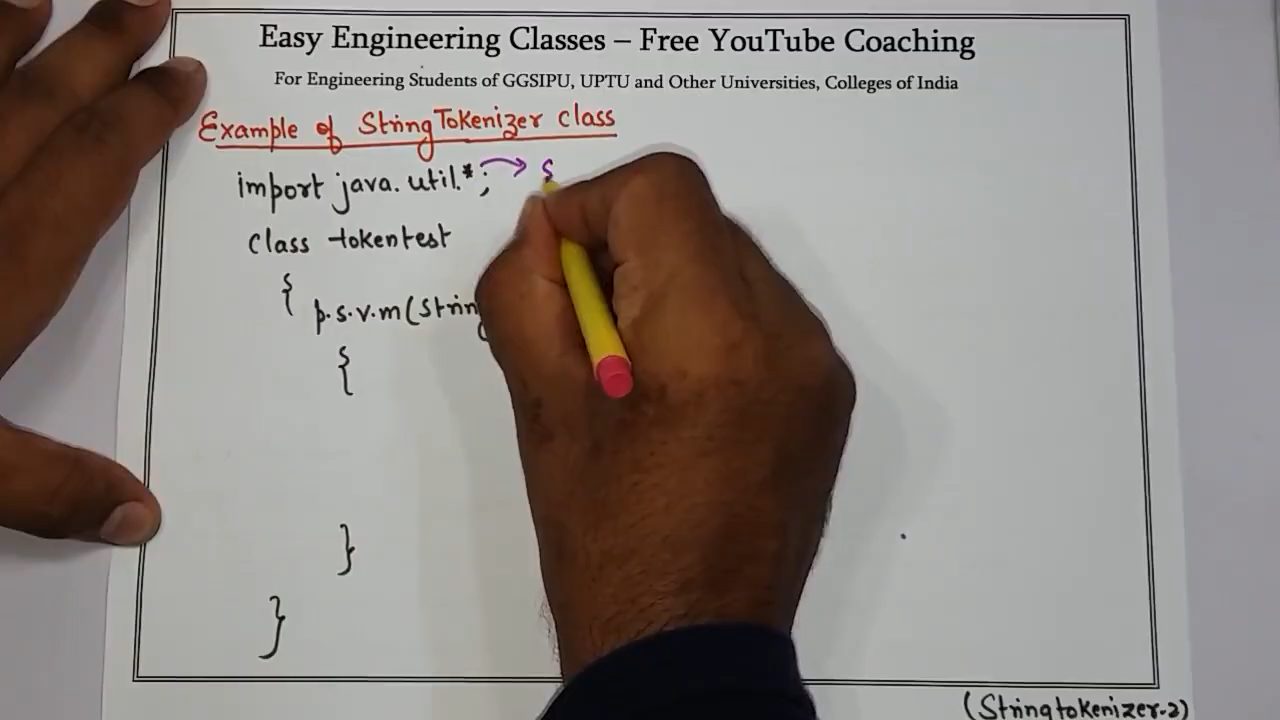 Easy Engineering Classes – Free YouTube Coaching
For Engineering Students of GGSIPU, UPTU and Other Universities, Colleges of India
Example of StringTokenizer class
import java.util.*; → S
class tokentest
{
p.s.v.m(String
{
}
}
(Stringtokenizer-2)